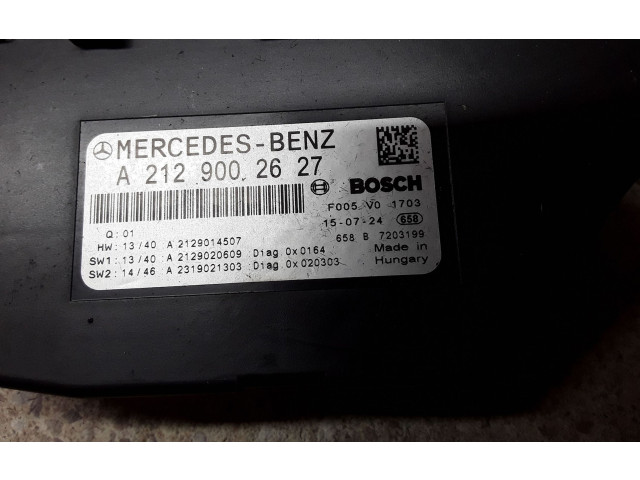 MERCEDES-BENZ
A 212 900 26 27
BOSCH
F005 V0 1703
Q: 01
15-07-24 658
HW: 13/40 A 2129014507
658 B 7203199
SW1: 13/40 A 2129020609 Diag.0x0164
Made in
SW2: 14/46 A 2319021303 Diag.0x020303
Hungary